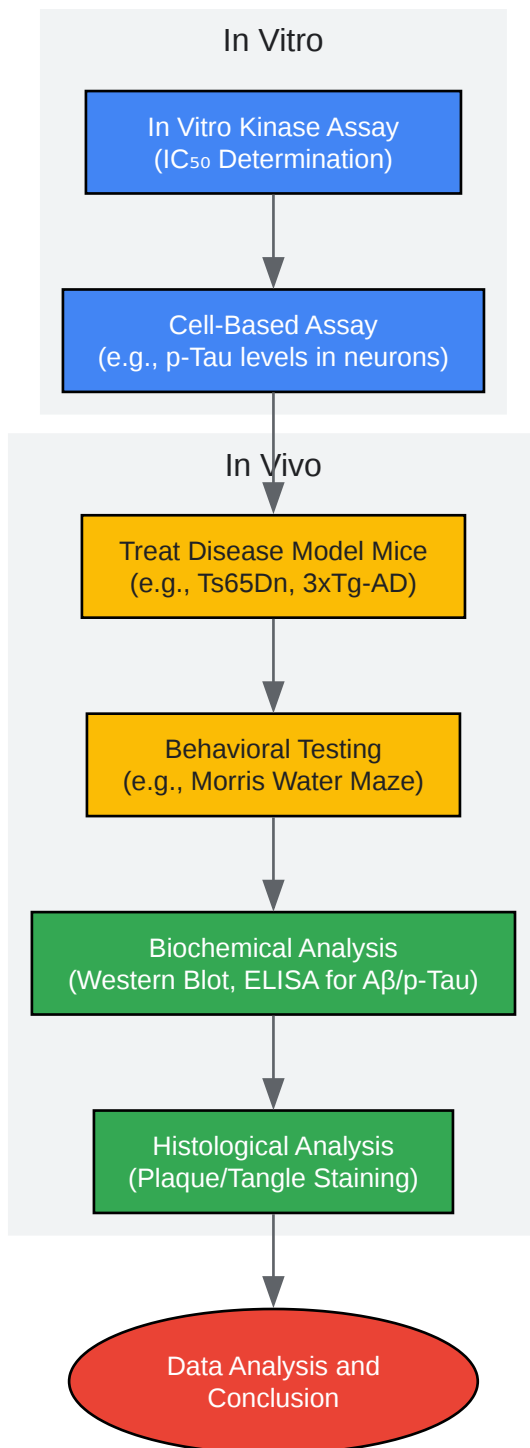 In Vitro
In Vitro Kinase Assay
(IC₅₀ Determination)
Cell-Based Assay
(e.g., p-Tau levels in neurons)
In Vivo
Treat Disease Model Mice
(e.g., Ts65Dn, 3xTg-AD)
Behavioral Testing
(e.g., Morris Water Maze)
Biochemical Analysis
(Western Blot, ELISA for Aβ/p-Tau)
Histological Analysis
(Plaque/Tangle Staining)
Data Analysis and
Conclusion